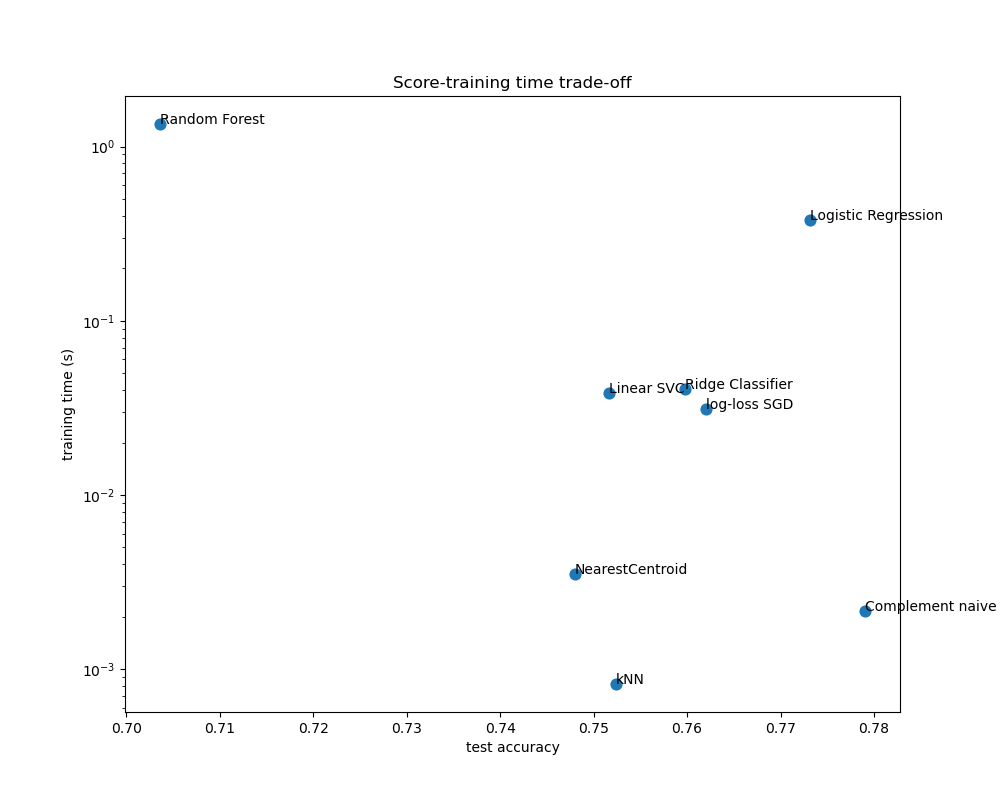 Score-training time trade-off
Random Forest
10^0
Logistic Regression
10^-1
training time (s)
Linear SVC
Ridge Classifier
log-loss SGD
10^-2
NearestCentroid
Complement naive
10^-3
kNN
0.70 0.71 0.72 0.73 0.74 0.75 0.76 0.77 0.78
test accuracy